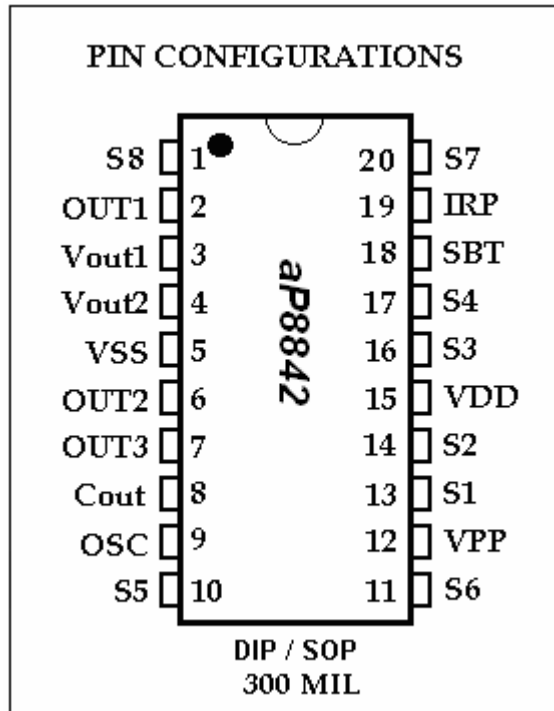 PIN CONFIGURATIONS
S8 1 20 S7
OUT1 2 19 IRP
Vout1 3 18 SBT
Vout2 4 17 S4
VSS 5 16 S3
OUT2 6 15 VDD
OUT3 7 14 S2
Cout 8 13 S1
OSC 9 12 VPP
S5 10 11 S6
aP8842
DIP / SOP
300 MIL